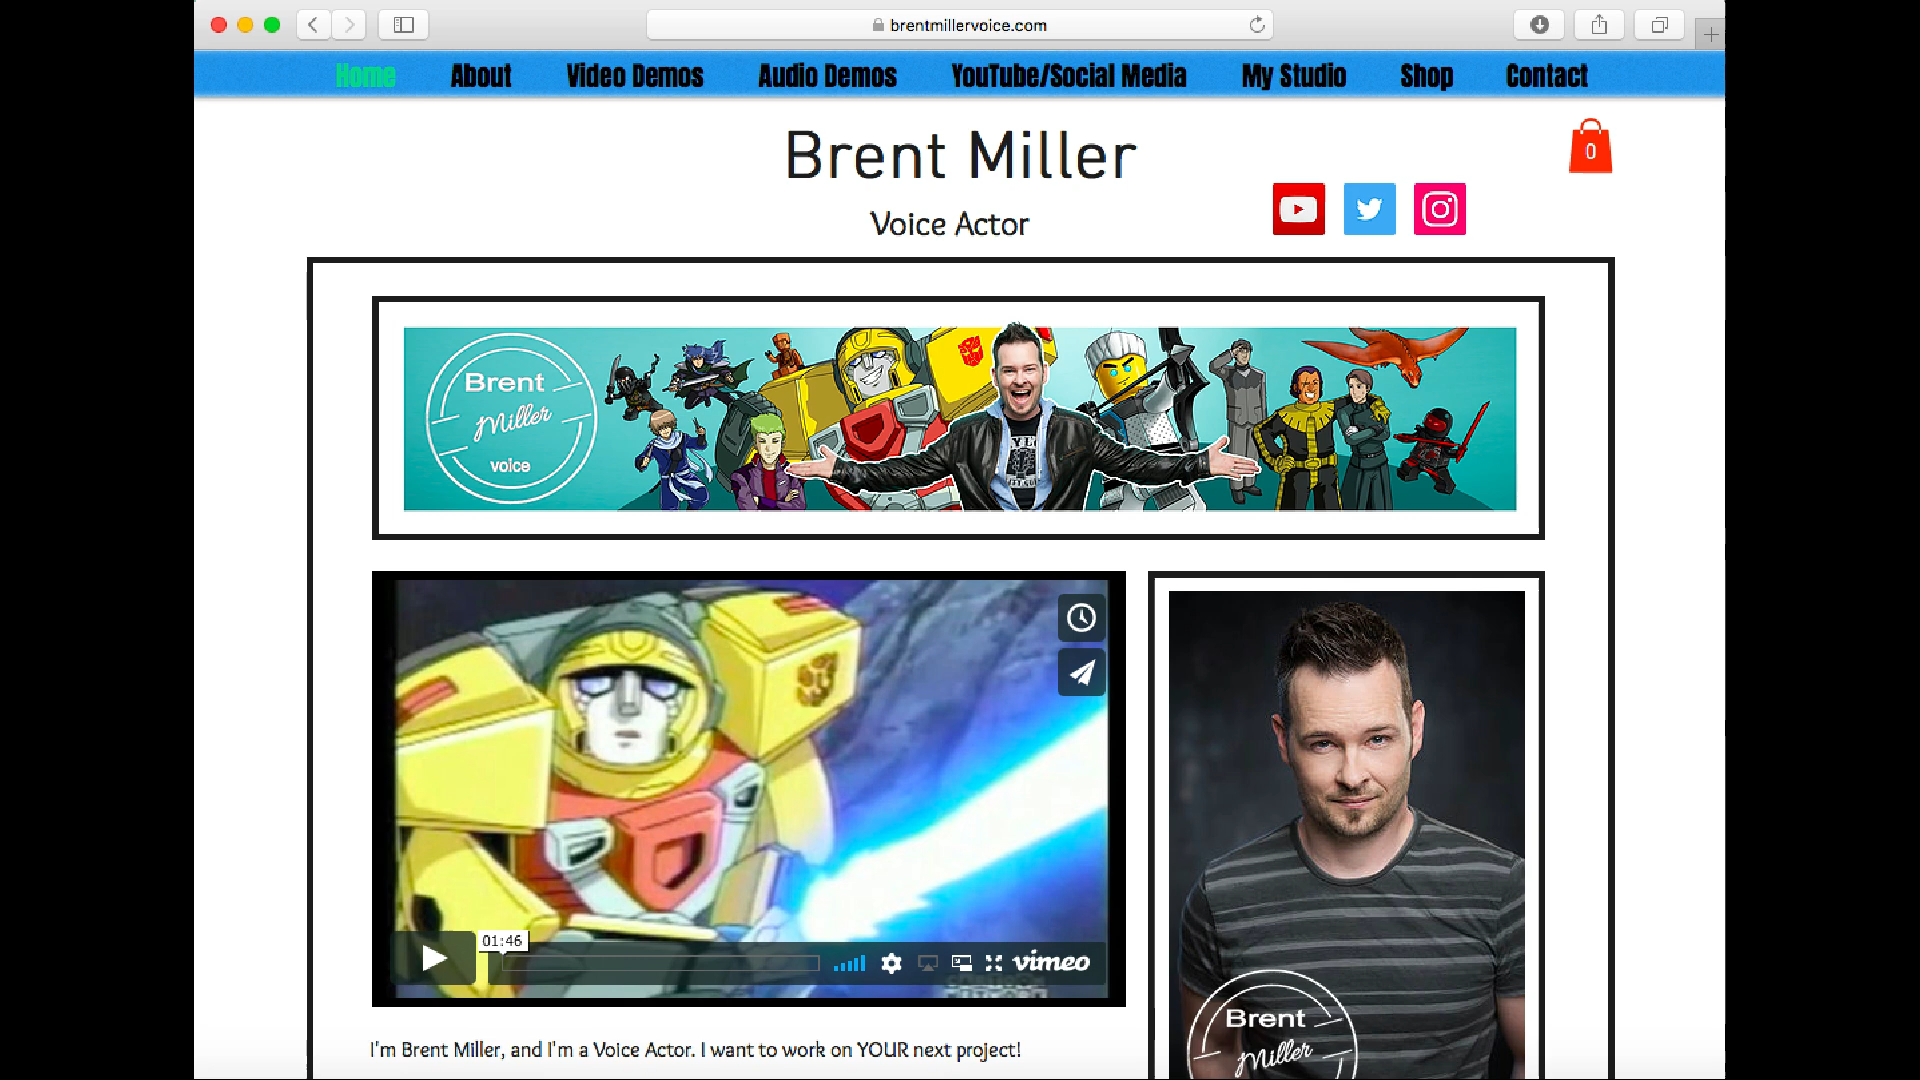 brentmillervoice.com
Home About Video Demos Audio Demos YouTube/Social Media My Studio Shop Contact
Brent Miller
0
Voice Actor
Brent
Miller
voice
01:46
vimeo
I'm Brent Miller, and I'm a Voice Actor. I want to work on YOUR next project!
Brent
Miller